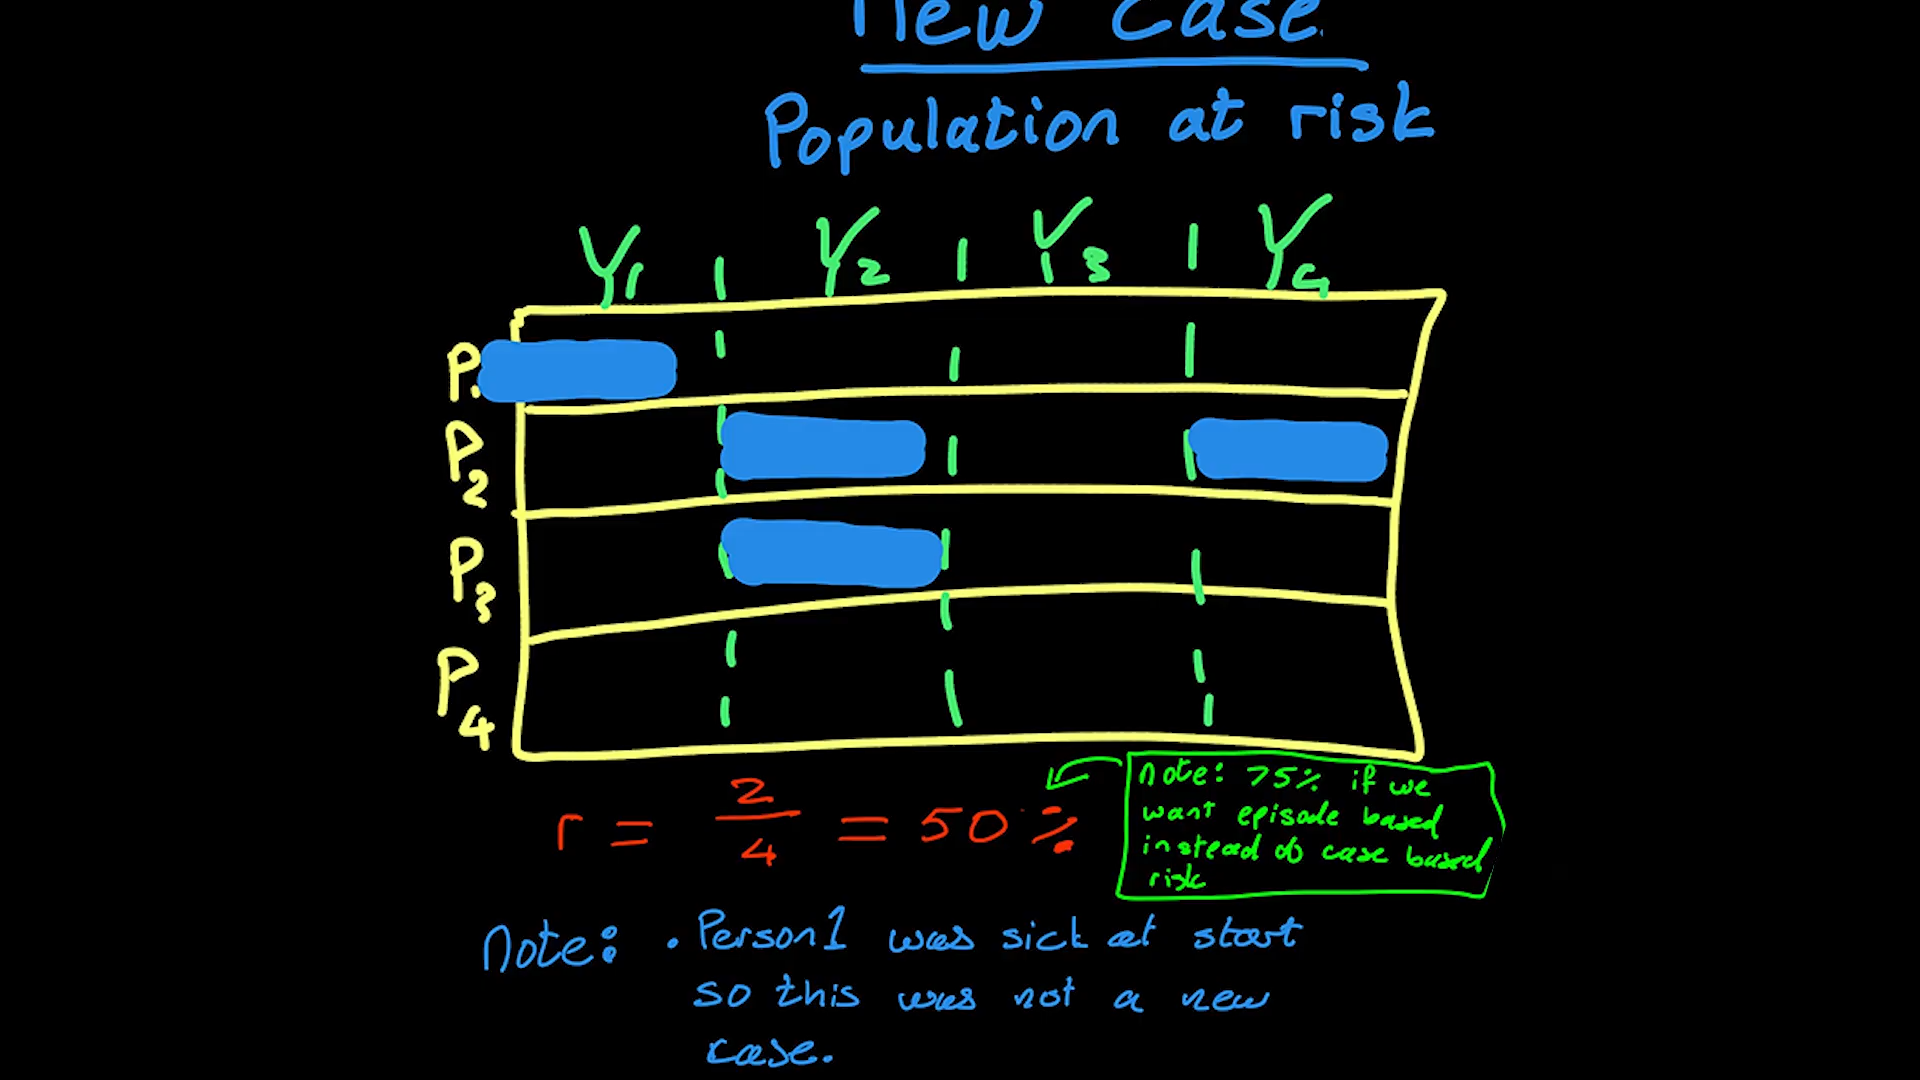 New Case
Population at risk
Y1 Y2 Y3 Y4
P1
P2
P3
P4
r = 2/4 = 50%
note: 75% if we
want episode based
instead of case based
risk
note: . Person 1 was sick at start
so this was not a new
case.